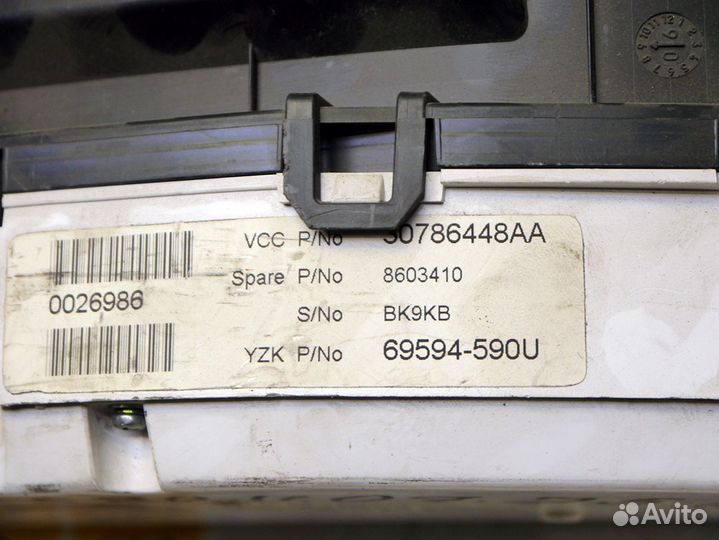 VCC P/No 30786448AA
Spare P/No 8603410
0026986
S/No BK9KB
YZK P/No 69594-590U
Avito